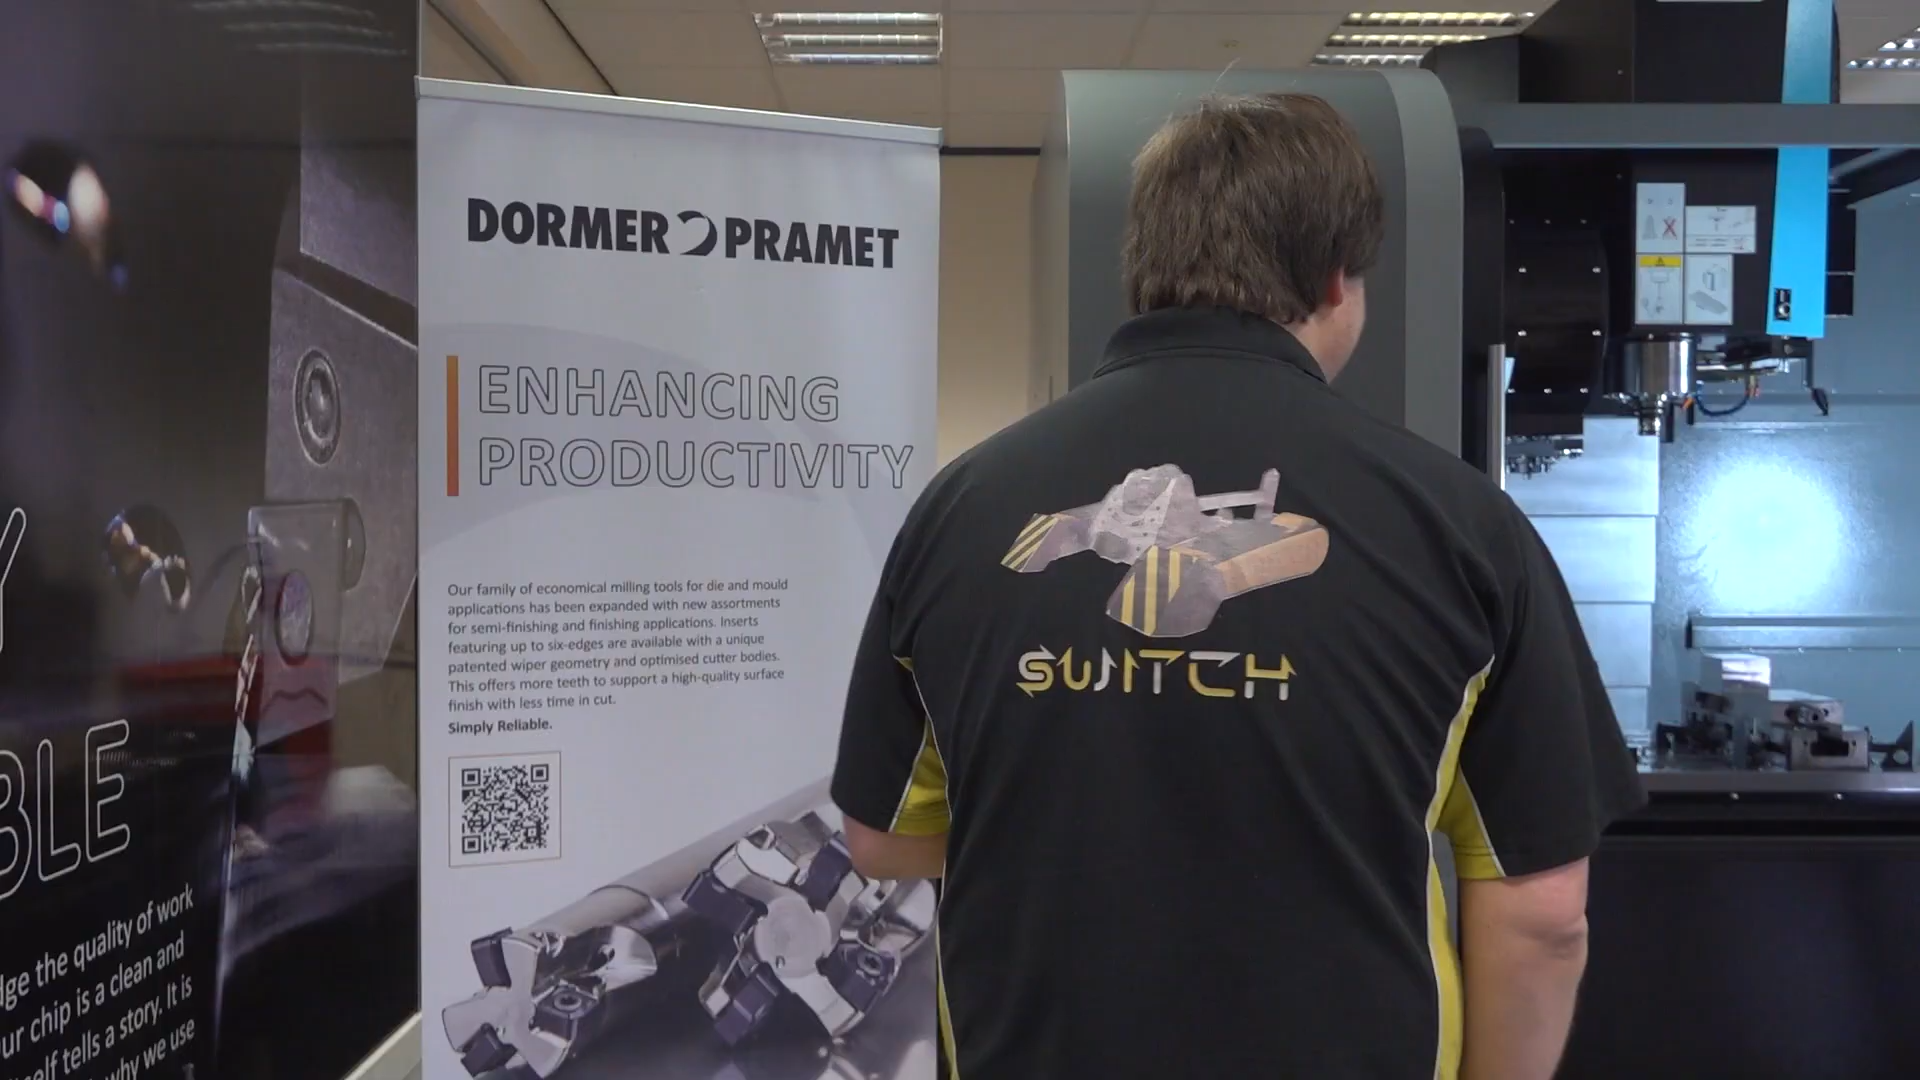 DORMER PRAMET
ENHANCING
PRODUCTIVITY
Our family of economical milling tools for die and mould
applications has been expanded with new assortments
for semi-finishing and finishing applications. Inserts
featuring up to six-edges are available with a unique
patented wiper geometry and optimised cutter bodies.
This offers more teeth to support a high-quality surface
finish with less time in cut.
Simply Reliable.
SWITCH
Y
BLE
dge the quality of work
ur chip is a clean and
self tells a story. It is
why we use